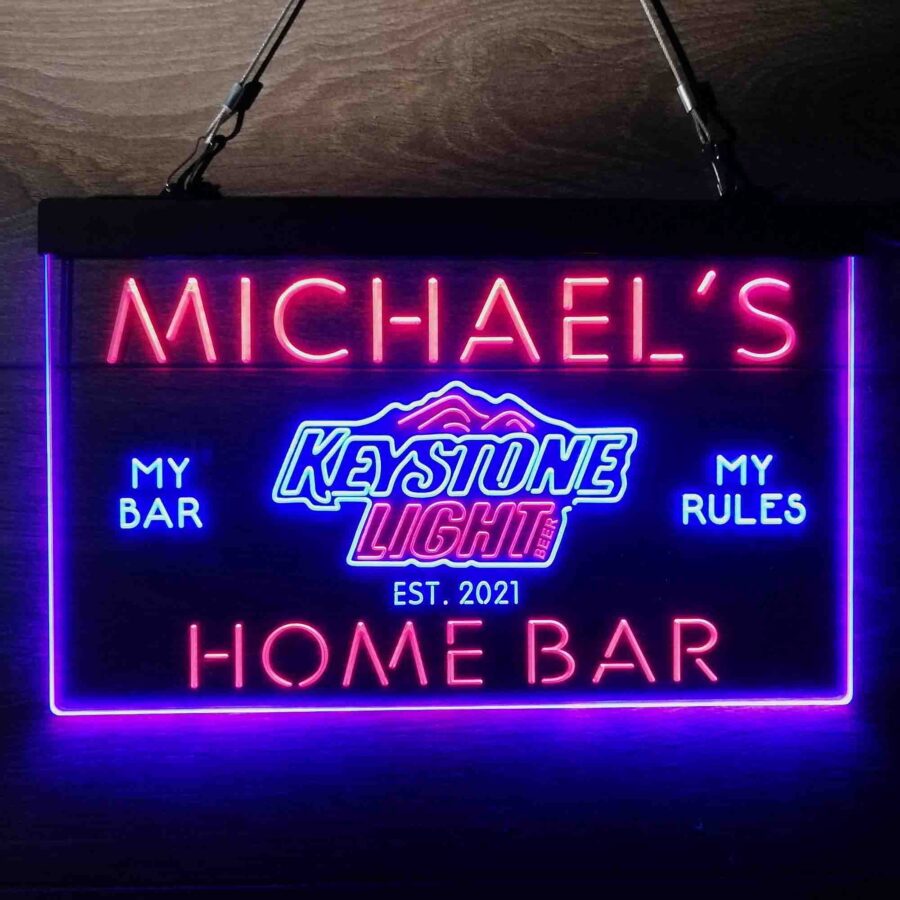 MICHAEL'S
MY BAR
KEYSTONE
LIGHT BEER
MY RULES
EST. 2021
HOME BAR